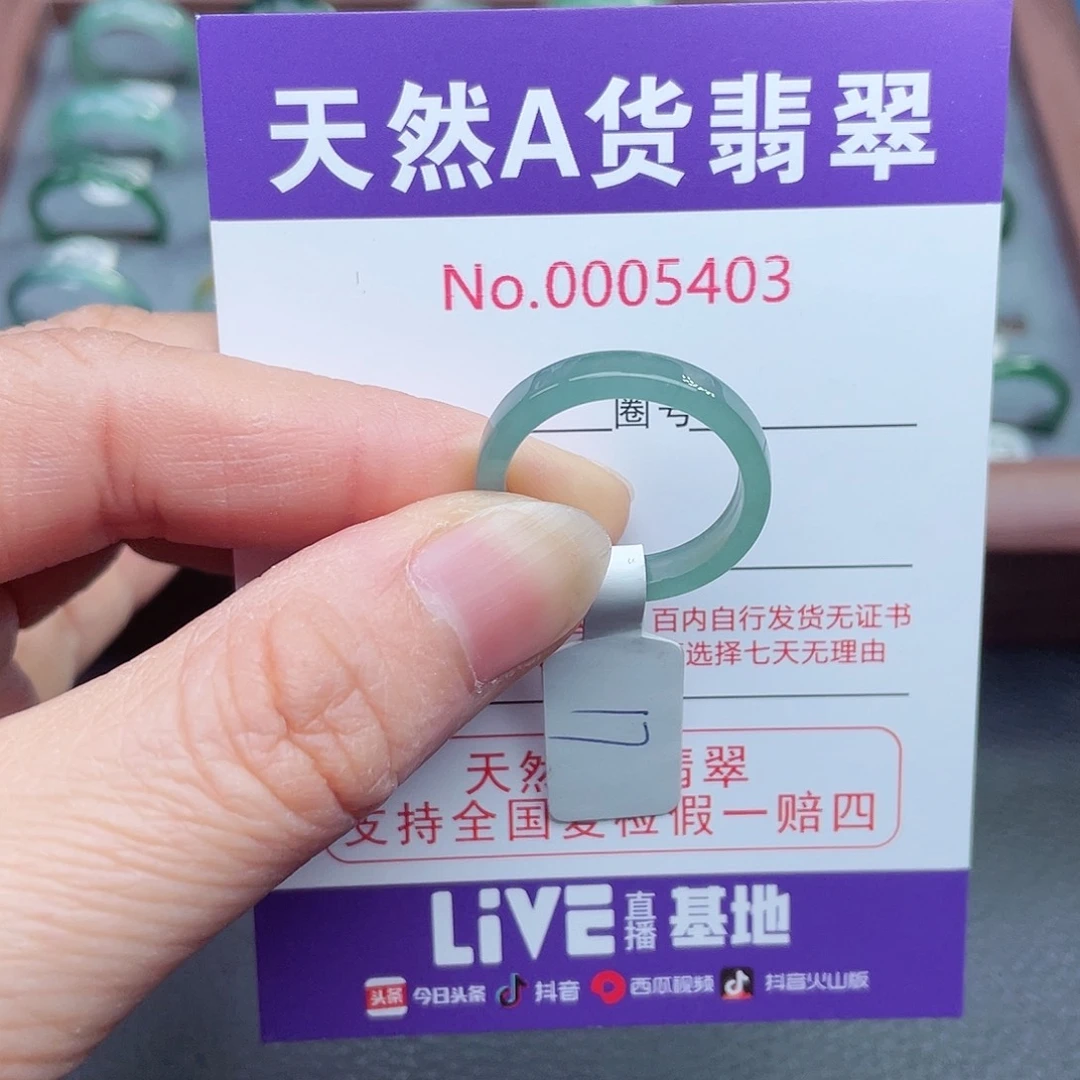 天然A货翡翠
No.0005403
圈号
百内自行发货无证书
选择七天无理由
天然 翠
支持全国复检假一赔四
LiVE直播基地
头条 今日头条 抖音 西瓜视频 抖音火山版